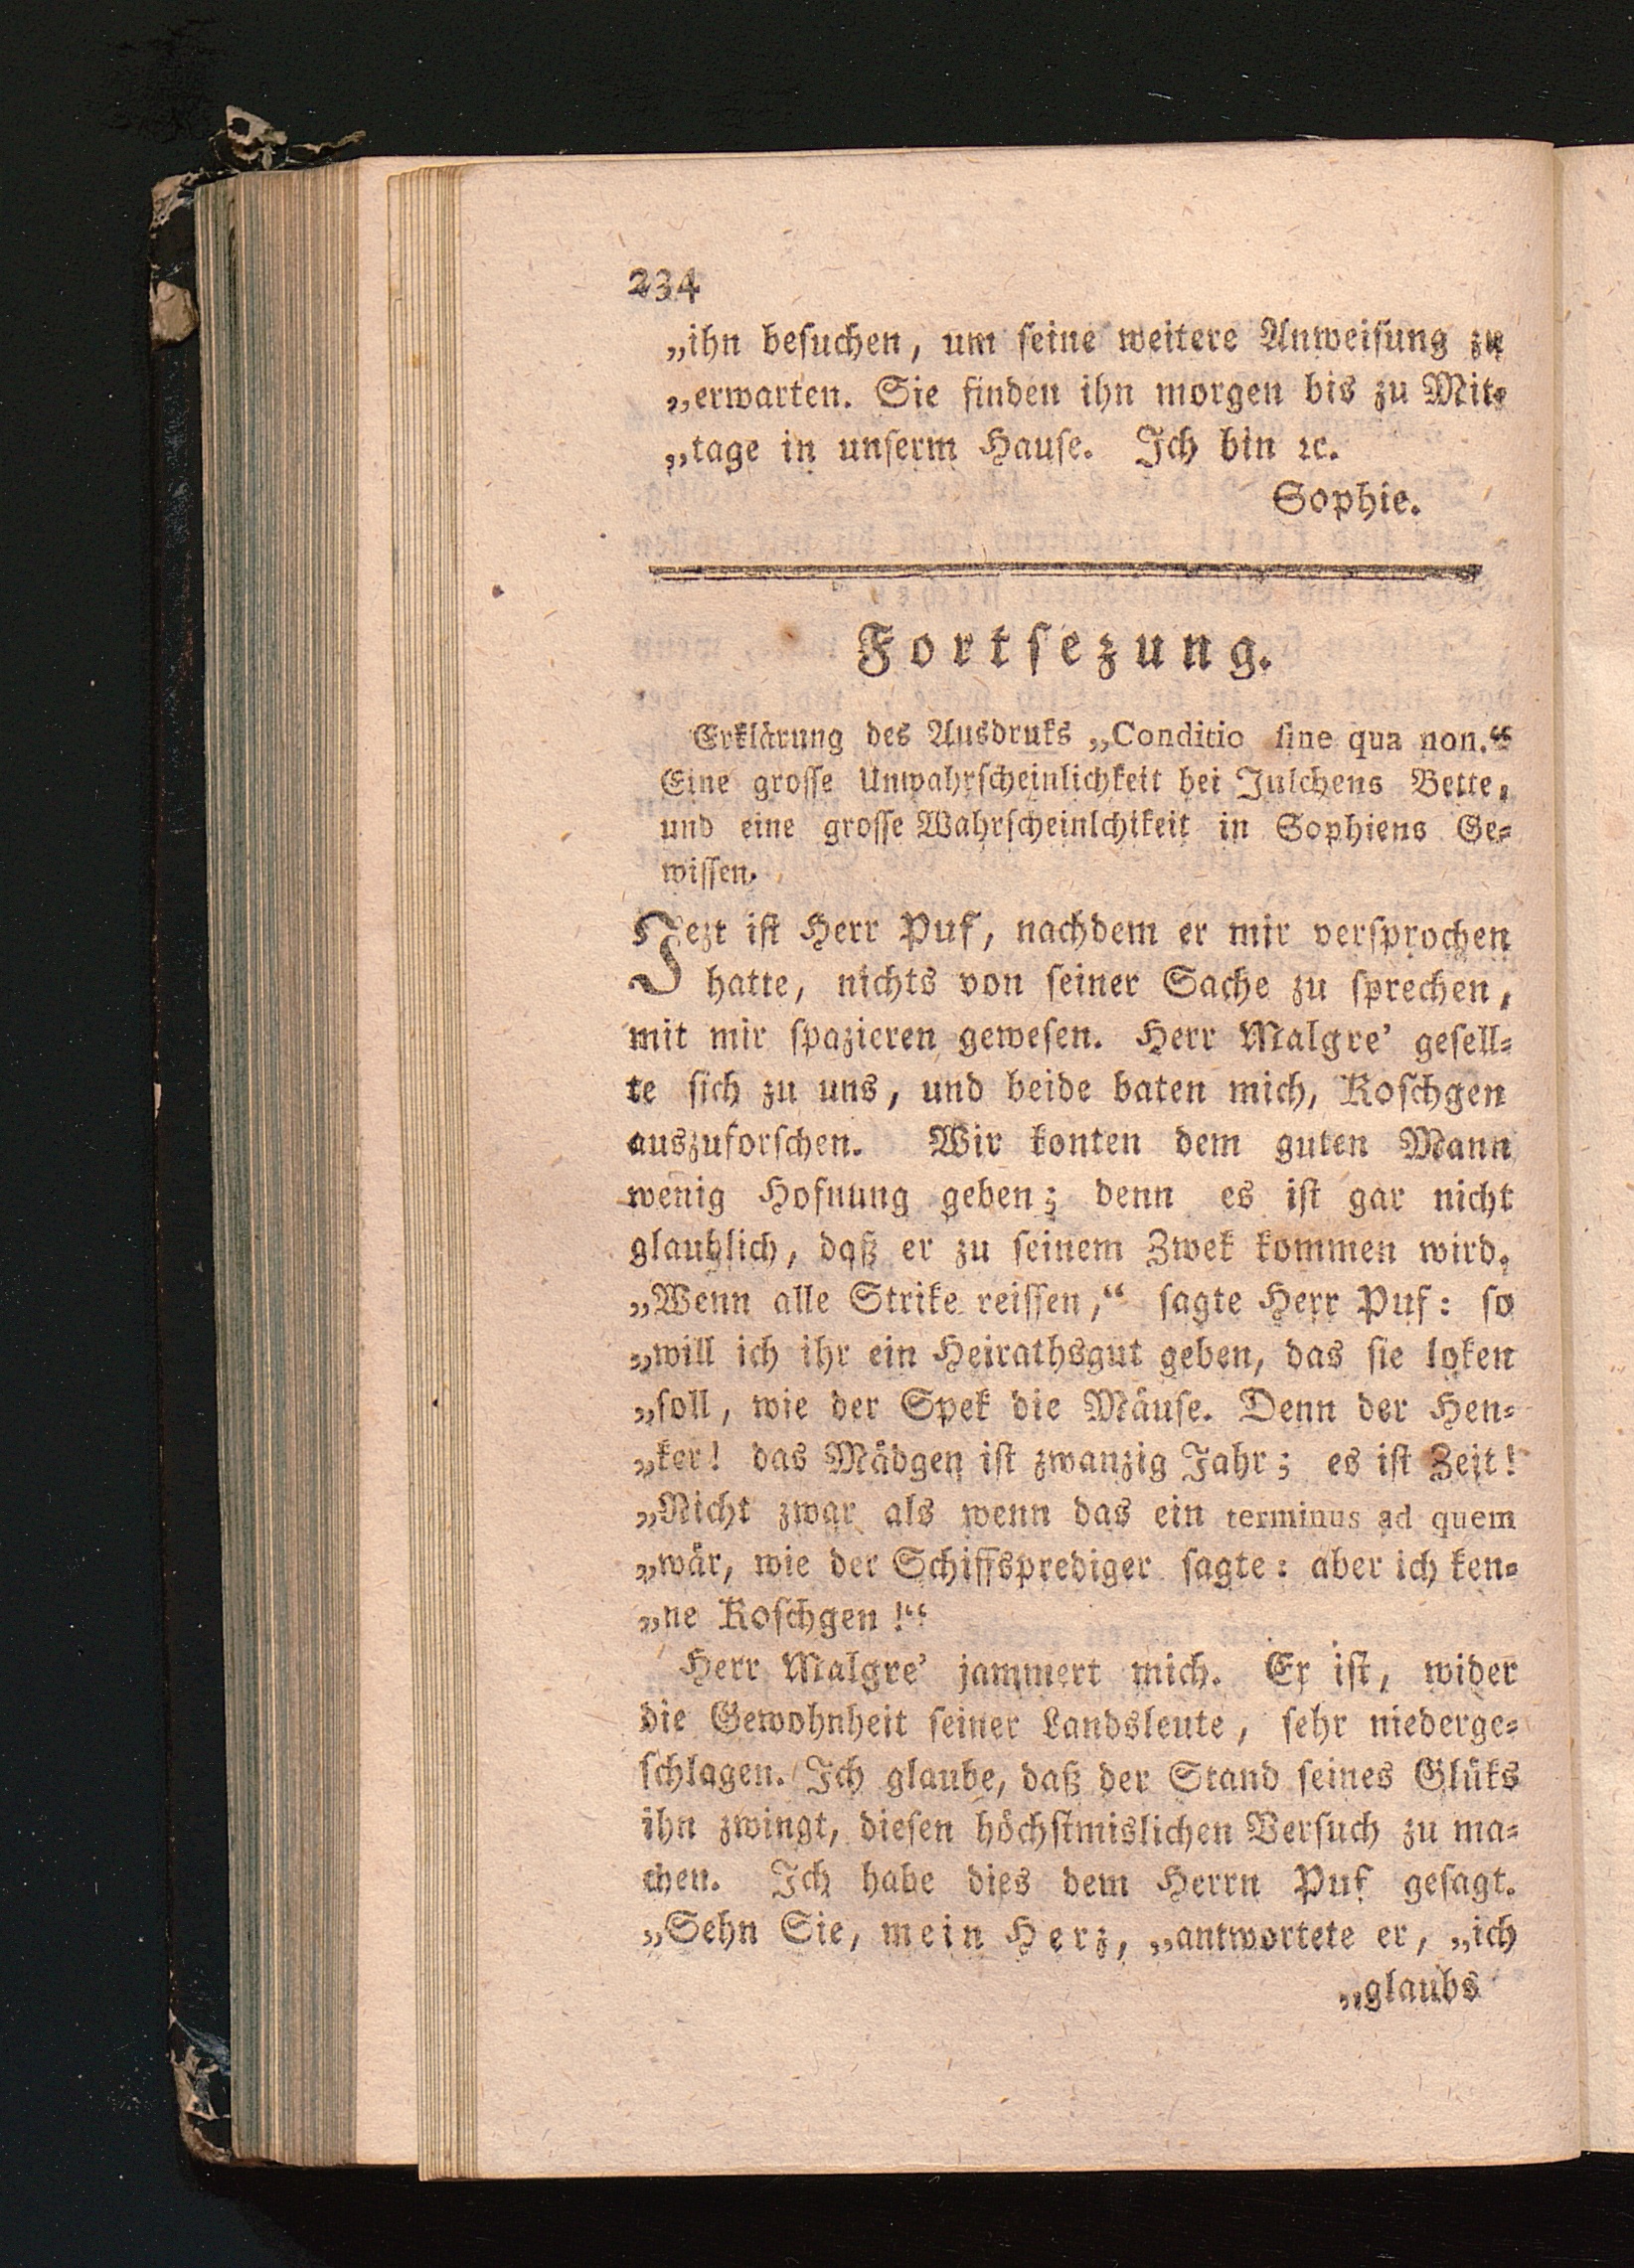 234
„ihn beſuchen, um ſeine weitere Anweiſung zu
„erwarten. Sie finden ihn morgen bis zu Mit-
„tage in unſerm Hauſe. Ich bin ꝛc.
Sophie.
Fortſezung.
Erklärung des Ausdruks „Conditio ſine qua non.“
Eine groſſe Unwahrſcheinlichkeit bei Julchens Bette,
und eine groſſe Wahrſcheinlchikeit in Sophiens Ge-
wiſſen.
Jezt iſt Herr Puf, nachdem er mir verſprochen
hatte, nichts von ſeiner Sache zu ſprechen,
mit mir ſpazieren geweſen. Herr Malgre’ geſell-
te ſich zu uns, und beide baten mich, Koſchgen
auszuforſchen. Wir konten dem guten Mann
wenig Hofnung geben; denn es iſt gar nicht
glaublich, daß er zu ſeinem Zwek kommen wird.
„Wenn alle Strike reiſſen,“ ſagte Herr Puf: ſo
„will ich ihr ein Heirathsgut geben, das ſie loken
„ſoll, wie der Spek die Mäuſe. Denn der Hen-
„ker! das Mädgen iſt zwanzig Jahr; es iſt Zeit!
„Nicht zwar als wenn das ein terminus ad quem
„wär, wie der Schiffsprediger ſagte: aber ich ken-
„ne Koſchgen!“
Herr Malgre’ jammert mich. Er iſt, wider
die Gewohnheit ſeiner Landsleute, ſehr niederge-
ſchlagen. Ich glaube, daß der Stand ſeines Glüks
ihn zwingt, dieſen höchſtmislichen Verſuch zu ma-
chen. Ich habe dies dem Herrn Puf geſagt.
„Sehn Sie, mein Herz, „antwortete er, „ich
„glaubs